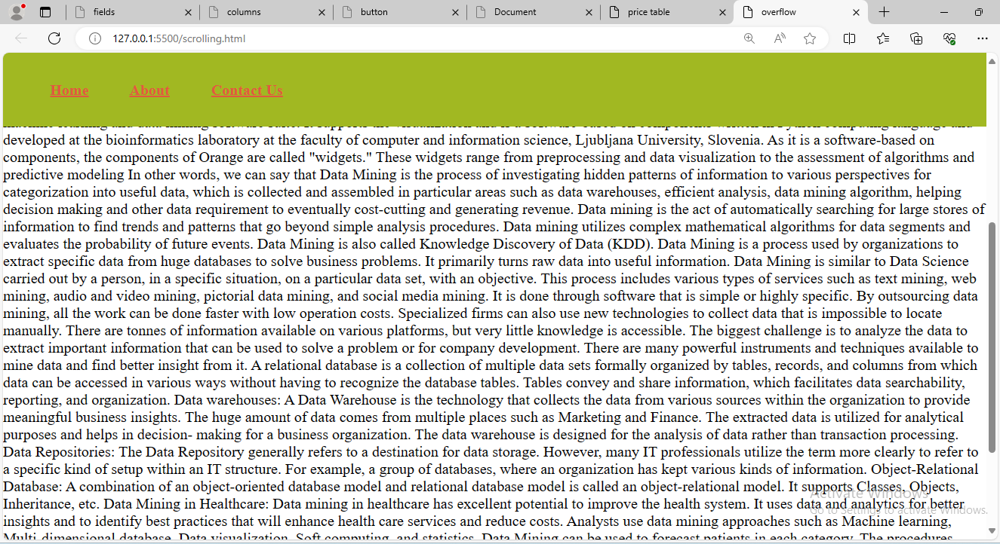 fields
columns
button
Document
price table
overflow
127.0.0.1:5500/scrolling.html
Home
About
Contact Us
developed at the bioinformatics laboratory at the faculty of computer and information science, Ljubljana University, Slovenia. As it is a software-based on
components, the components of Orange are called "widgets." These widgets range from preprocessing and data visualization to the assessment of algorithms and
predictive modeling In other words, we can say that Data Mining is the process of investigating hidden patterns of information to various perspectives for
categorization into useful data, which is collected and assembled in particular areas such as data warehouses, efficient analysis, data mining algorithm, helping
decision making and other data requirement to eventually cost-cutting and generating revenue. Data mining is the act of automatically searching for large stores of
information to find trends and patterns that go beyond simple analysis procedures. Data mining utilizes complex mathematical algorithms for data segments and
evaluates the probability of future events. Data Mining is also called Knowledge Discovery of Data (KDD). Data Mining is a process used by organizations to
extract specific data from huge databases to solve business problems. It primarily turns raw data into useful information. Data Mining is similar to Data Science
carried out by a person, in a specific situation, on a particular data set, with an objective. This process includes various types of services such as text mining, web
mining, audio and video mining, pictorial data mining, and social media mining. It is done through software that is simple or highly specific. By outsourcing data
mining, all the work can be done faster with low operation costs. Specialized firms can also use new technologies to collect data that is impossible to locate
manually. There are tonnes of information available on various platforms, but very little knowledge is accessible. The biggest challenge is to analyze the data to
extract important information that can be used to solve a problem or for company development. There are many powerful instruments and techniques available to
mine data and find better insight from it. A relational database is a collection of multiple data sets formally organized by tables, records, and columns from which
data can be accessed in various ways without having to recognize the database tables. Tables convey and share information, which facilitates data searchability,
reporting, and organization. Data warehouses: A Data Warehouse is the technology that collects the data from various sources within the organization to provide
meaningful business insights. The huge amount of data comes from multiple places such as Marketing and Finance. The extracted data is utilized for analytical
purposes and helps in decision- making for a business organization. The data warehouse is designed for the analysis of data rather than transaction processing.
Data Repositories: The Data Repository generally refers to a destination for data storage. However, many IT professionals utilize the term more clearly to refer to
a specific kind of setup within an IT structure. For example, a group of databases, where an organization has kept various kinds of information. Object-Relational
Database: A combination of an object-oriented database model and relational database model is called an object-relational model. It supports Classes, Objects,
Inheritance, etc. Data Mining in Healthcare: Data mining in healthcare has excellent potential to improve the health system. It uses data and analytics for better
insights and to identify best practices that will enhance health care services and reduce costs. Analysts use data mining approaches such as Machine learning,
Multi-dimensional database, Data visualization, Soft computing, and statistics. Data Mining can be used to forecast patients in each category. The procedures
Activate Windows
Go to Settings to activate Windows.